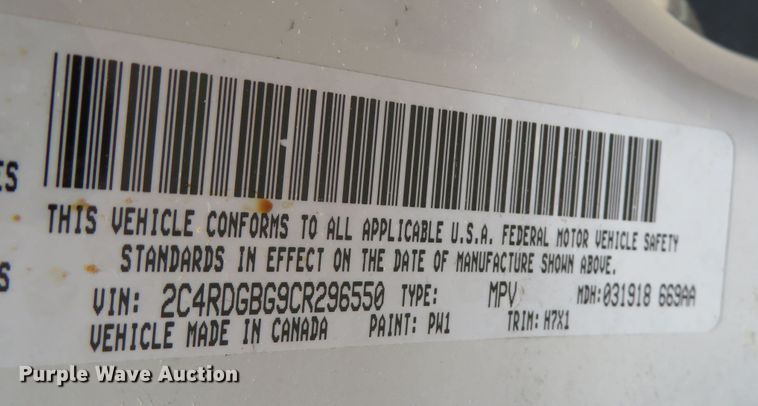 ES
THIS VEHICLE CONFORMS TO ALL APPLICABLE U.S.A. FEDERAL MOTOR VEHICLE SAFETY
STANDARDS IN EFFECT ON THE DATE OF MANUFACTURE SHOWN ABOVE.
S
VIN: 2C4RDGBG9CR296550 TYPE: MPV MDH:031918 669AA
VEHICLE MADE IN CANADA PAINT: PW1 TRIM: H7X1
Purple Wave Auction